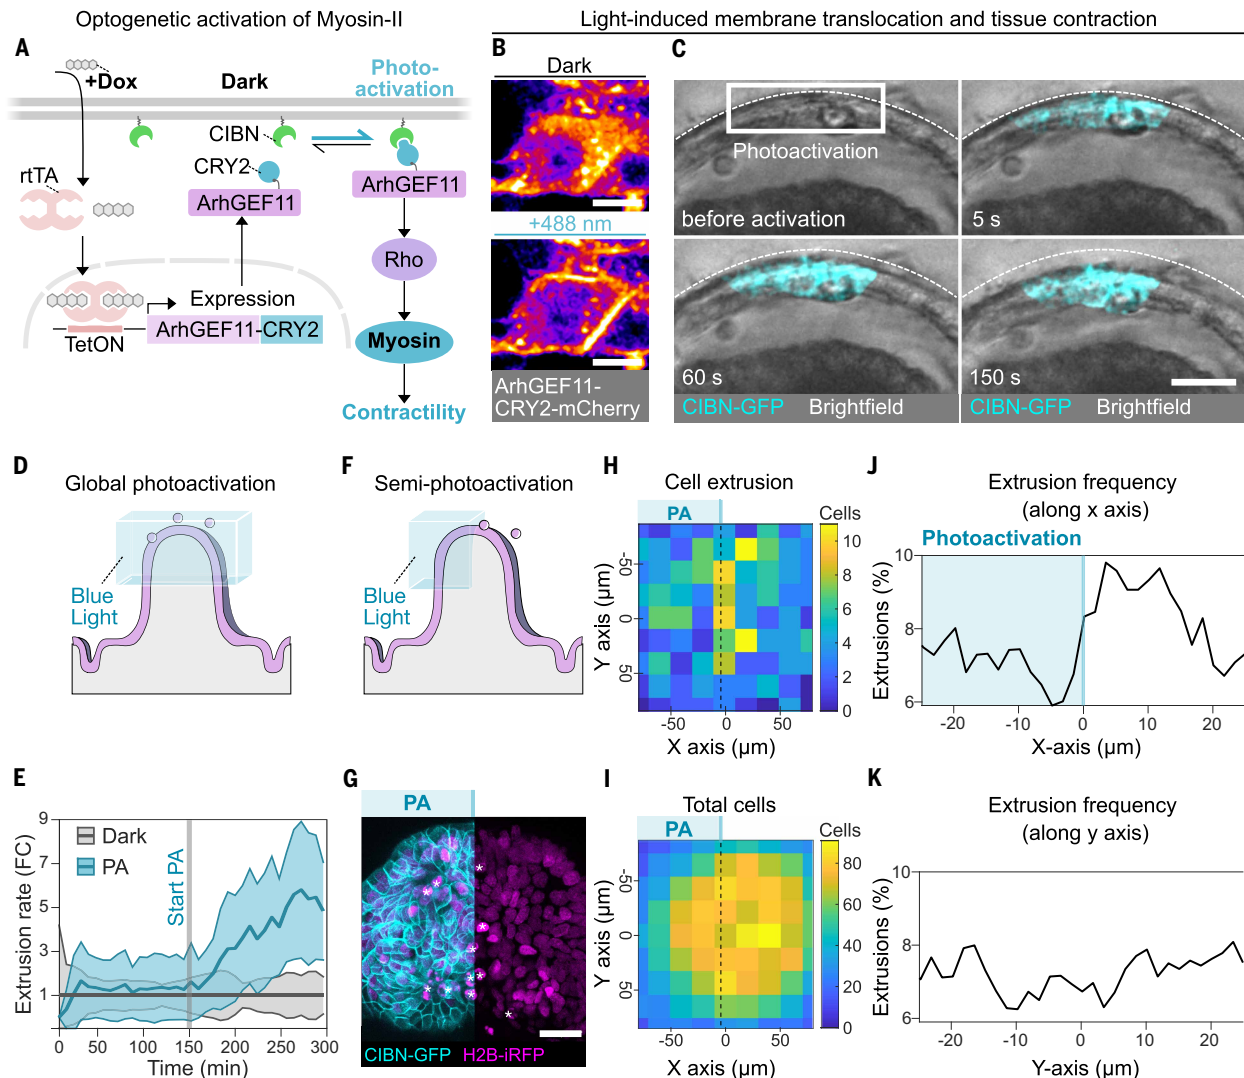 Optogenetic activation of Myosin-II
Light-induced membrane translocation and tissue contraction
A
+Dox
Dark
Photo-
activation
CIBN
CRY2
rtTA
ArhGEF11
ArhGEF11
Rho
Expression
ArhGEF11-CRY2
TetON
Myosin
Contractility
B
Dark
+488 nm
ArhGEF11-
CRY2-mCherry
C
Photoactivation
before activation
5 s
60 s
150 s
CIBN-GFP Brightfield
CIBN-GFP Brightfield
D
Global photoactivation
Blue
Light
F
Semi-photoactivation
Blue
Light
H
Cell extrusion
PA
Cells
10
8
6
4
2
0
-50
0
50
Y axis (µm)
-50
0
50
X axis (µm)
J
Extrusion frequency
(along x axis)
Photoactivation
10
8
6
Extrusions (%)
-20
-10
0
10
20
X-axis (µm)
E
9
7
5
3
1
Extrusion rate (FC)
Dark
PA
Start PA
0
50
100
150
200
250
300
Time (min)
G
PA
* * * * * * * * * * *
CIBN-GFP H2B-iRFP
I
Total cells
PA
Cells
80
60
40
20
0
-50
0
50
Y axis (µm)
-50
0
50
X axis (µm)
K
Extrusion frequency
(along y axis)
10
8
6
Extrusions (%)
-20
-10
0
10
20
Y-axis (µm)